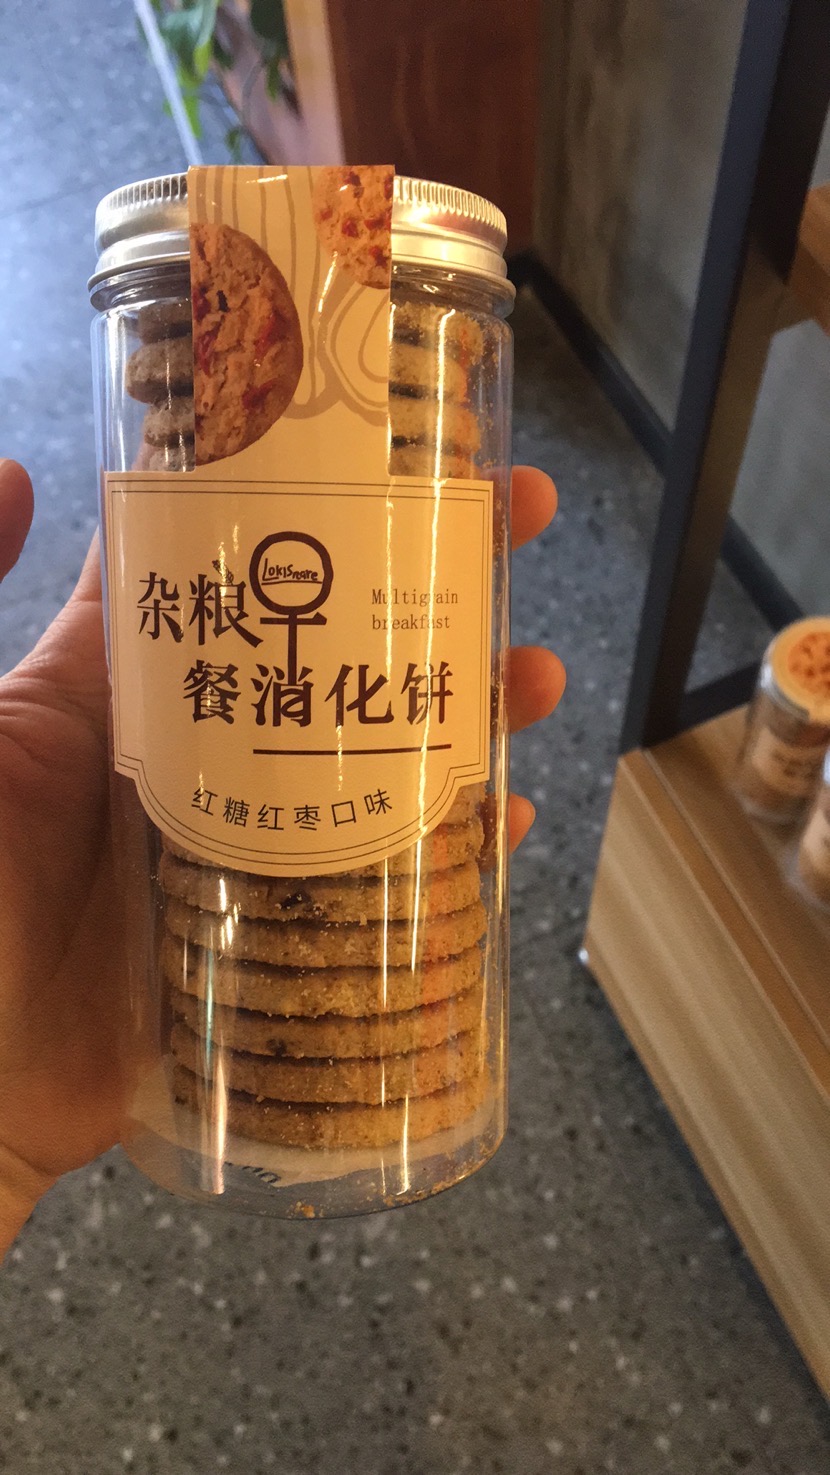 杂粮早
餐消化饼
Multigrain
breakfast
红糖红枣口味